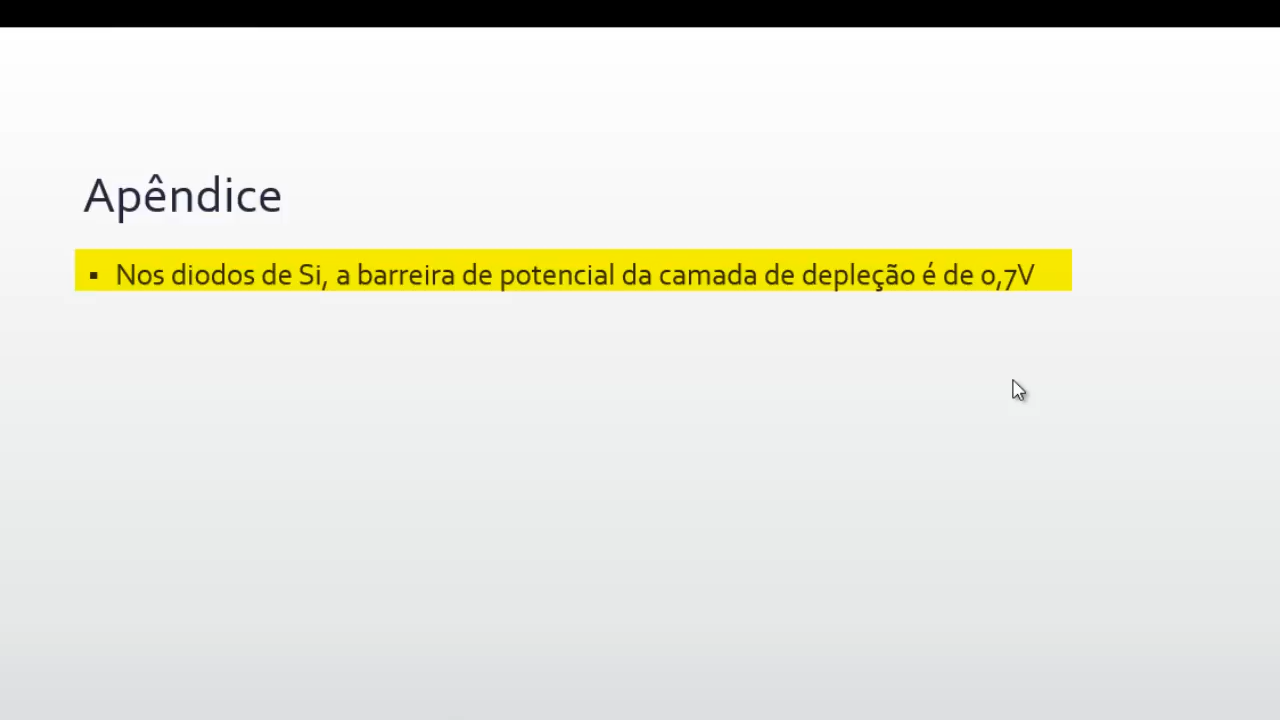 Apêndice
▪ Nos diodos de Si, a barreira de potencial da camada de depleção é de 0,7V